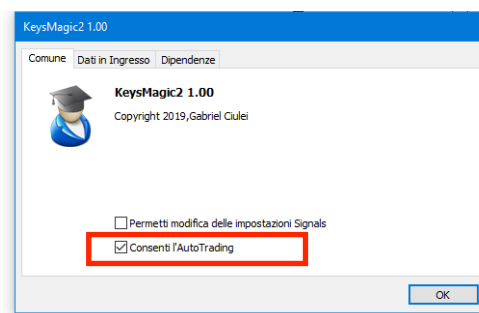 KeysMagic2 1.00
Comune Dati in Ingresso Dipendenze
KeysMagic2 1.00
Copyright 2019,Gabriel Ciulei
Permetti modifica delle impostazioni Signals
Consenti l'AutoTrading
OK